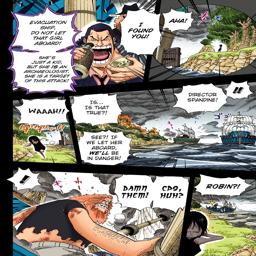 AHA!
I
FOUND
YOU!
EVACUATION
SHIP,
DO NOT
LET THAT
GIRL
ABOARD!
SHE'S
JUST A KID,
BUT SHE IS AN
ARCHAEOLOGIST!
SHE IS A TARGET
OF THIS ATTACK!
DIRECTOR
SPANDINE!
IS...
IS THAT
TRUE?!
SEE?! IF
WE LET HER
ABOARD,
WE'LL BE
IN DANGER!
WAAAH!!
ROBIN?!
CP9,
HUH?
DAMN
THEM!